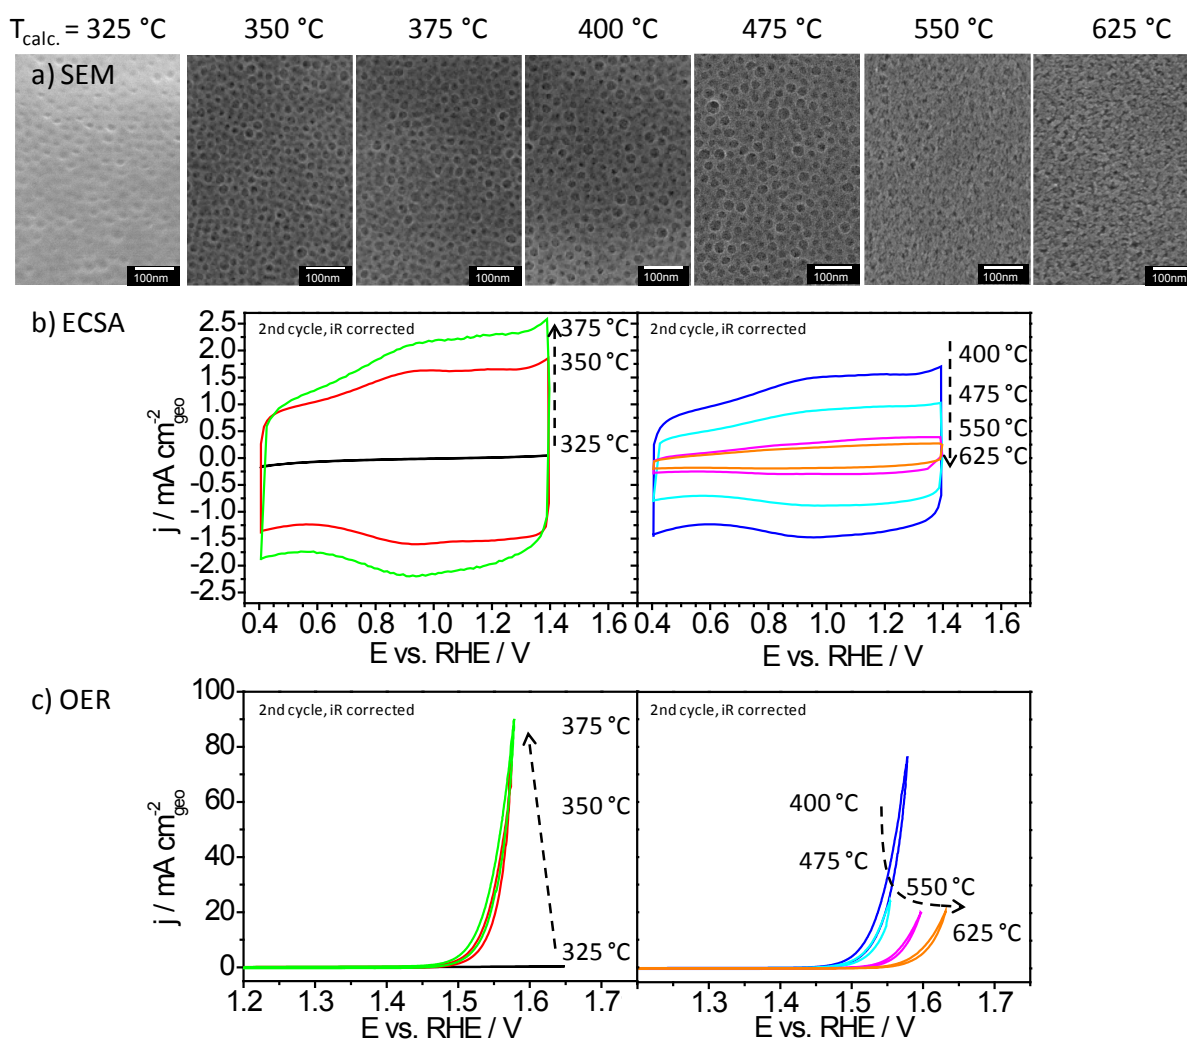 T_calc. = 325 °C 350 °C 375 °C 400 °C 475 °C 550 °C 625 °C
a) SEM
100nm 100nm 100nm 100nm 100nm 100nm 100nm
b) ECSA
2nd cycle, iR corrected
375 °C
350 °C
325 °C
2nd cycle, iR corrected
400 °C
475 °C
550 °C
625 °C
j / mA cm⁻²geo
2.5
2.0
1.5
1.0
0.5
0.0
-0.5
-1.0
-1.5
-2.0
-2.5
0.4 0.6 0.8 1.0 1.2 1.4 1.6
0.4 0.6 0.8 1.0 1.2 1.4 1.6
E vs. RHE / V
E vs. RHE / V
c) OER
2nd cycle, iR corrected
375 °C
350 °C
325 °C
2nd cycle, iR corrected
400 °C
475 °C
550 °C
625 °C
j / mA cm⁻²geo
100
80
60
40
20
0
1.2 1.3 1.4 1.5 1.6 1.7
1.3 1.4 1.5 1.6 1.7
E vs. RHE / V
E vs. RHE / V